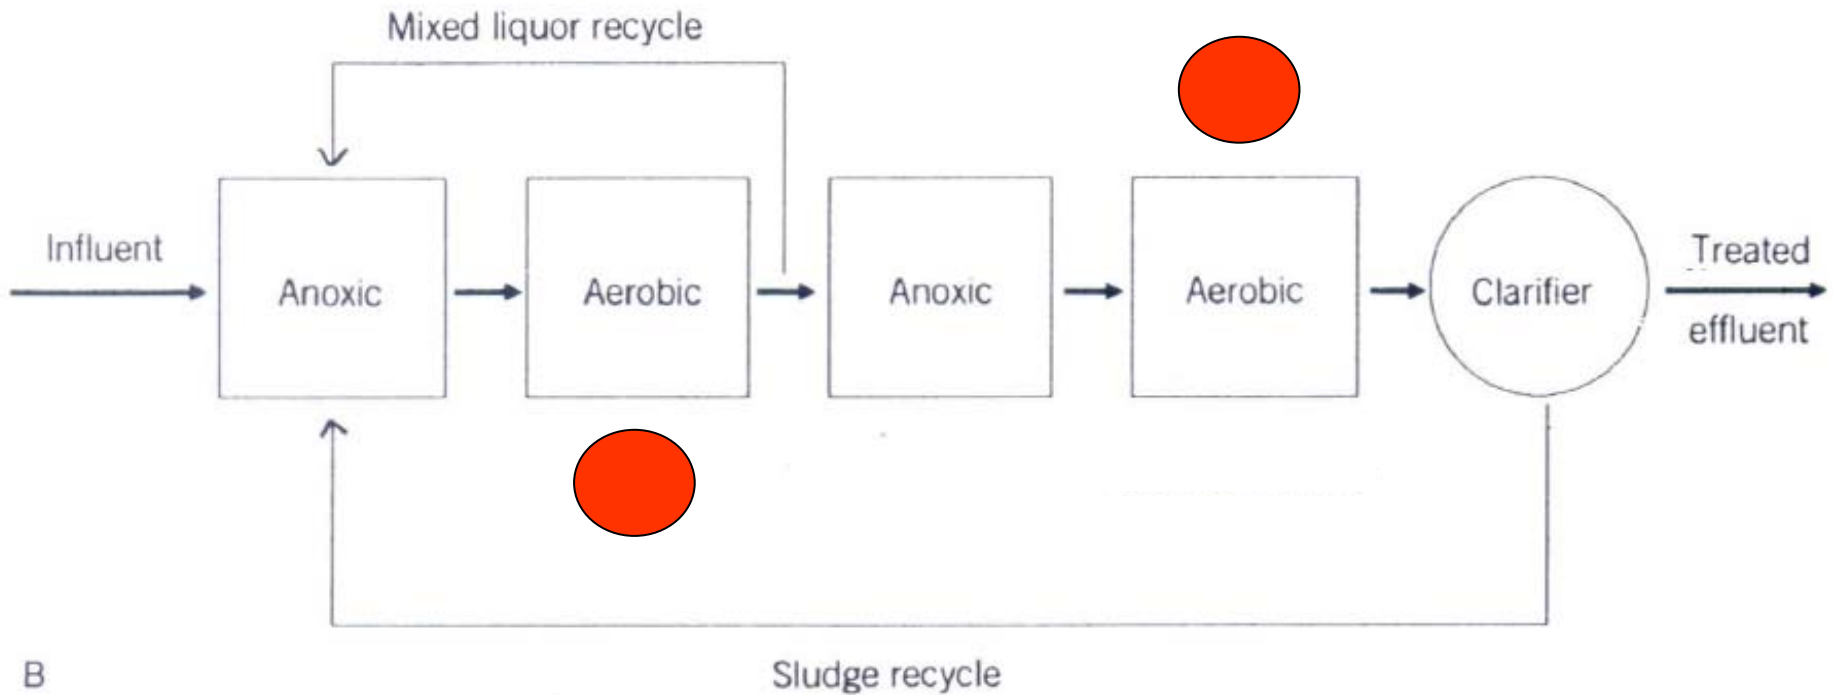 Mixed liquor recycle
Influent
Anoxic
Aerobic
Anoxic
Aerobic
Clarifier
Treated
effluent
B
Sludge recycle